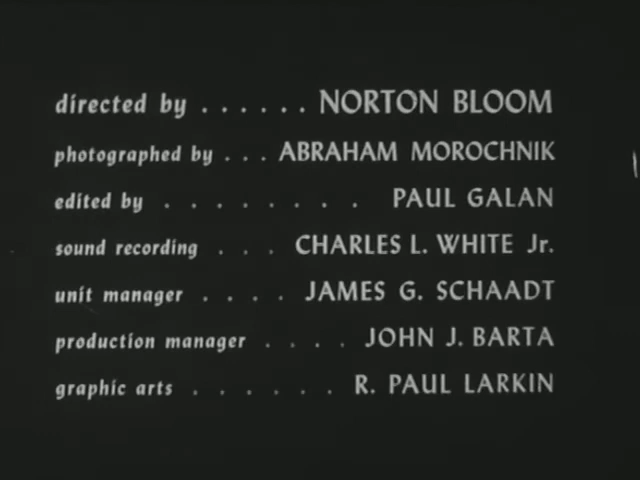 directed by . . . . . . NORTON BLOOM
photographed by . . . ABRAHAM MOROCHNIK
edited by . . . . . . . . PAUL GALAN
sound recording . . . CHARLES L. WHITE Jr.
unit manager . . . . JAMES G. SCHAADT
production manager . . . . JOHN J. BARTA
graphic arts . . . . . . R. PAUL LARKIN